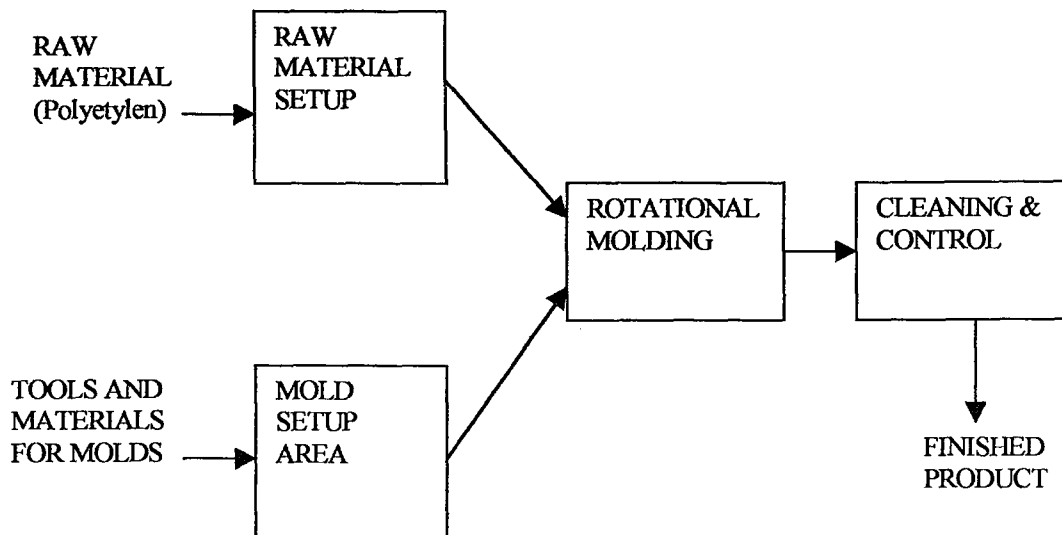 RAW
MATERIAL
(Polyetylen)
RAW
MATERIAL
SETUP
ROTATIONAL
MOLDING
CLEANING &
CONTROL
TOOLS AND
MATERIALS
FOR MOLDS
MOLD
SETUP
AREA
FINISHED
PRODUCT